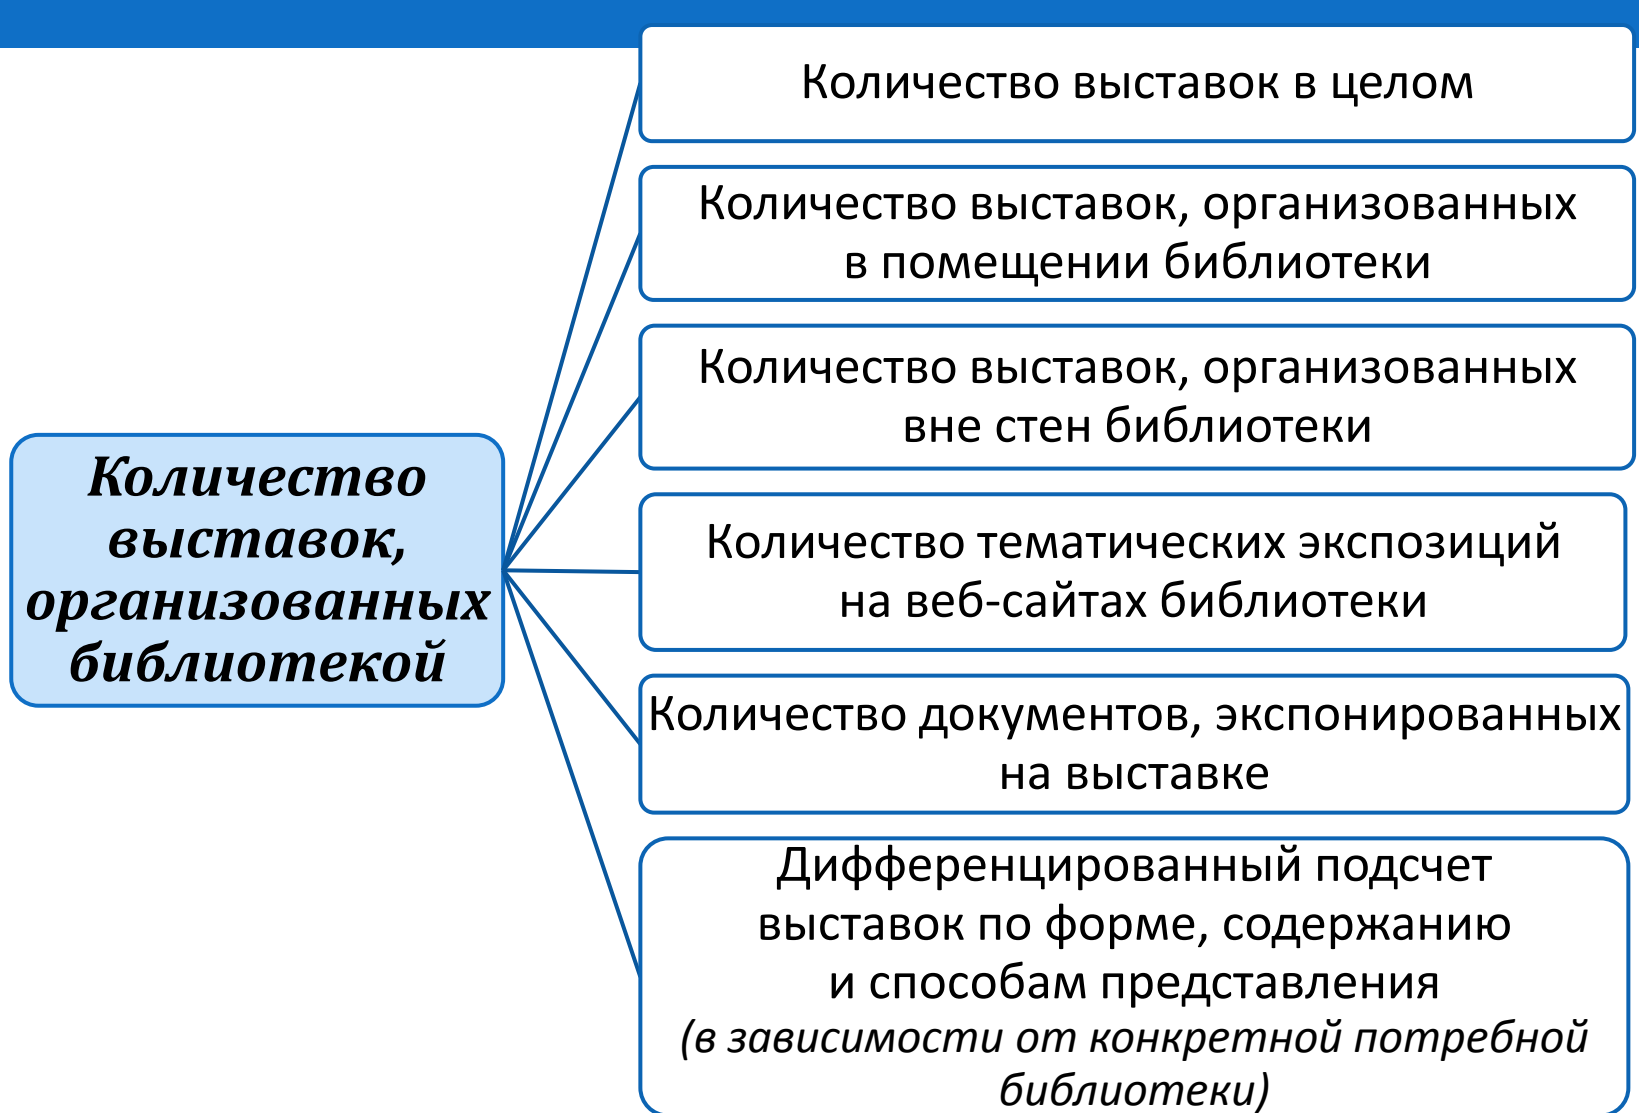 Количество выставок в целом
Количество выставок, организованных
в помещении библиотеки
Количество выставок, организованных
вне стен библиотеки
Количество
выставок,
организованных
библиотекой
Количество тематических экспозиций
на веб-сайтах библиотеки
Количество документов, экспонированных
на выставке
Дифференцированный подсчет
выставок по форме, содержанию
и способам представления
(в зависимости от конкретной потребной
библиотеки)